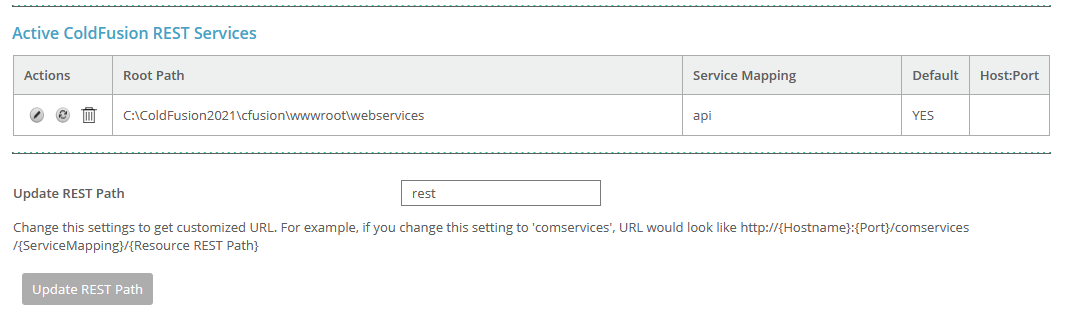 Active ColdFusion REST Services
Actions Root Path Service Mapping Default Host:Port
C:\ColdFusion2021\cfusion\wwwroot\webservices api YES
Update REST Path rest
Change this settings to get customized URL. For example, if you change this setting to 'comservices', URL would look like http://{Hostname}:{Port}/comservices
/{ServiceMapping}/{Resource REST Path}
Update REST Path